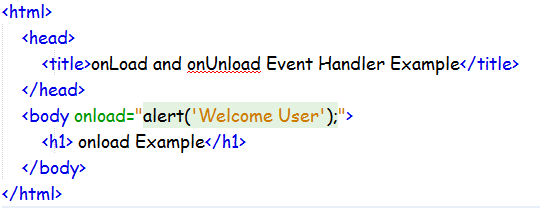 <html>
<head>
<title>onLoad and onUnload Event Handler Example</title>
</head>
<body onload="alert('Welcome User');">
<h1> onload Example</h1>
</body>
</html>